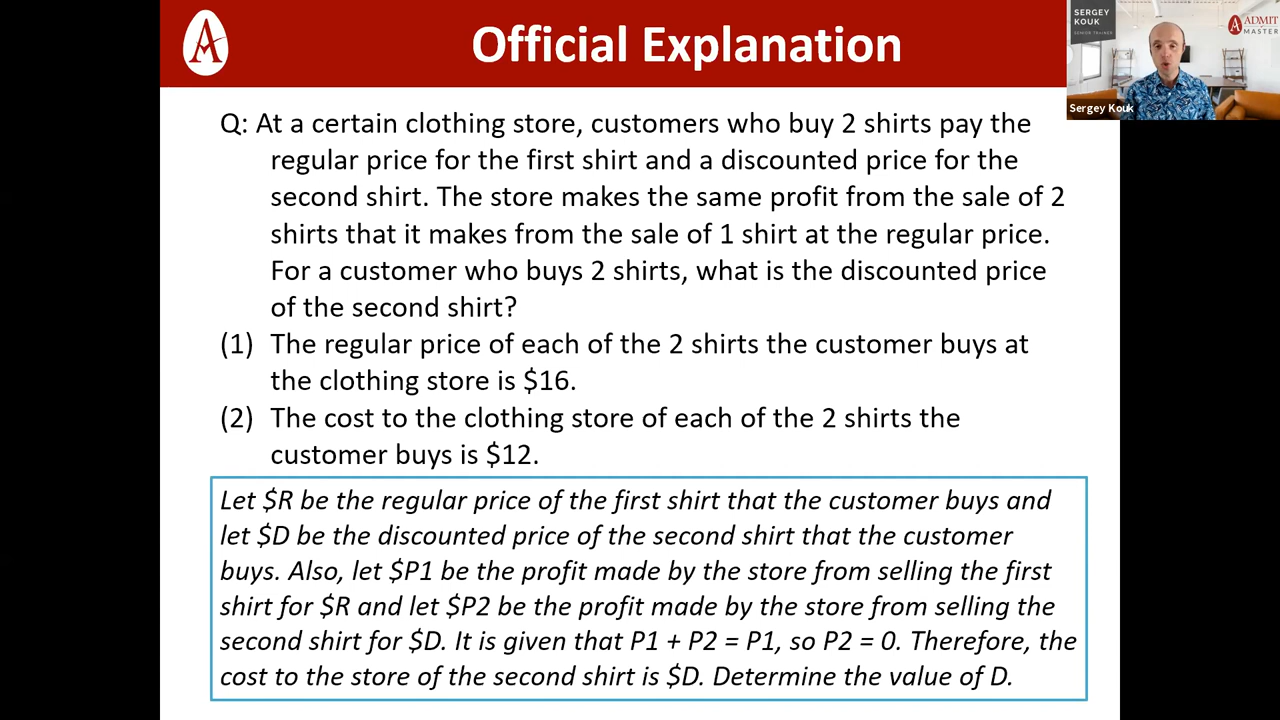 Official Explanation
SERGEY
KOUK
SENIOR TRAINER
ADMIT
MASTER
Sergey Kouk
Q: At a certain clothing store, customers who buy 2 shirts pay the
regular price for the first shirt and a discounted price for the
second shirt. The store makes the same profit from the sale of 2
shirts that it makes from the sale of 1 shirt at the regular price.
For a customer who buys 2 shirts, what is the discounted price
of the second shirt?
(1) The regular price of each of the 2 shirts the customer buys at
the clothing store is $16.
(2) The cost to the clothing store of each of the 2 shirts the
customer buys is $12.
Let $R be the regular price of the first shirt that the customer buys and
let $D be the discounted price of the second shirt that the customer
buys. Also, let $P1 be the profit made by the store from selling the first
shirt for $R and let $P2 be the profit made by the store from selling the
second shirt for $D. It is given that P1 + P2 = P1, so P2 = 0. Therefore, the
cost to the store of the second shirt is $D. Determine the value of D.